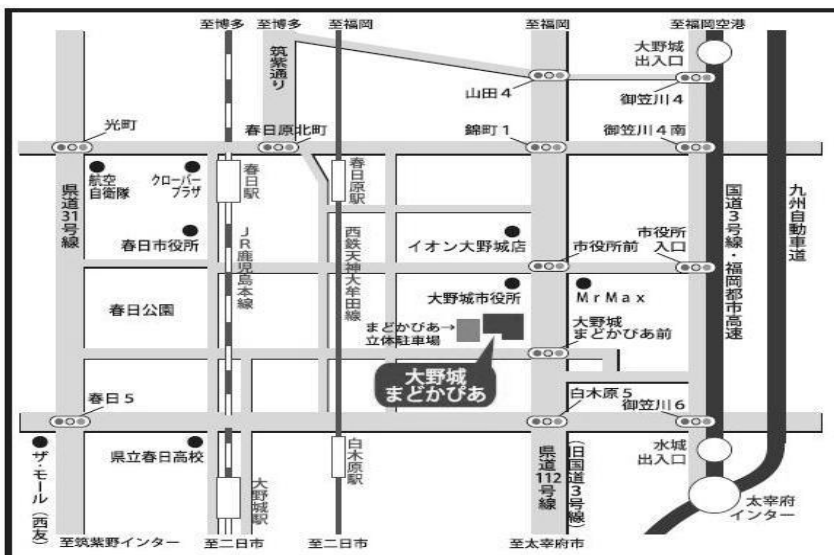 至博多
至博多
至福岡
至福岡
至福岡空港
筑紫通り
大野城
出入口
山田4
御笠川4
光町
春日原北町
錦町1
御笠川4南
県道31号線
航空
自衛隊
クローバー
プラザ
春日駅
春日原駅
国道3号線・福岡都市高速
九州自動車道
春日市役所
JR鹿児島本線
西鉄天神大牟田線
イオン大野城店
市役所前
市役所
入口
春日公園
大野城市役所
MrMax
まどかぴあ→
立体駐車場
大野城
まどかぴあ前
大野城
まどかぴあ
春日5
白木原5
御笠川6
ザ・モール(西友)
県立春日高校
大野城駅
白木原駅
県道112号線
(旧国道3号線)
水城
出入口
太宰府
インター
至筑紫野インター
至二日市
至二日市
至太宰府市